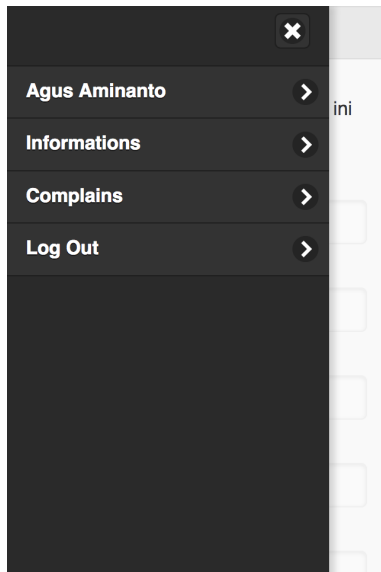 Agus Aminanto
ini
Informations
Complains
Log Out